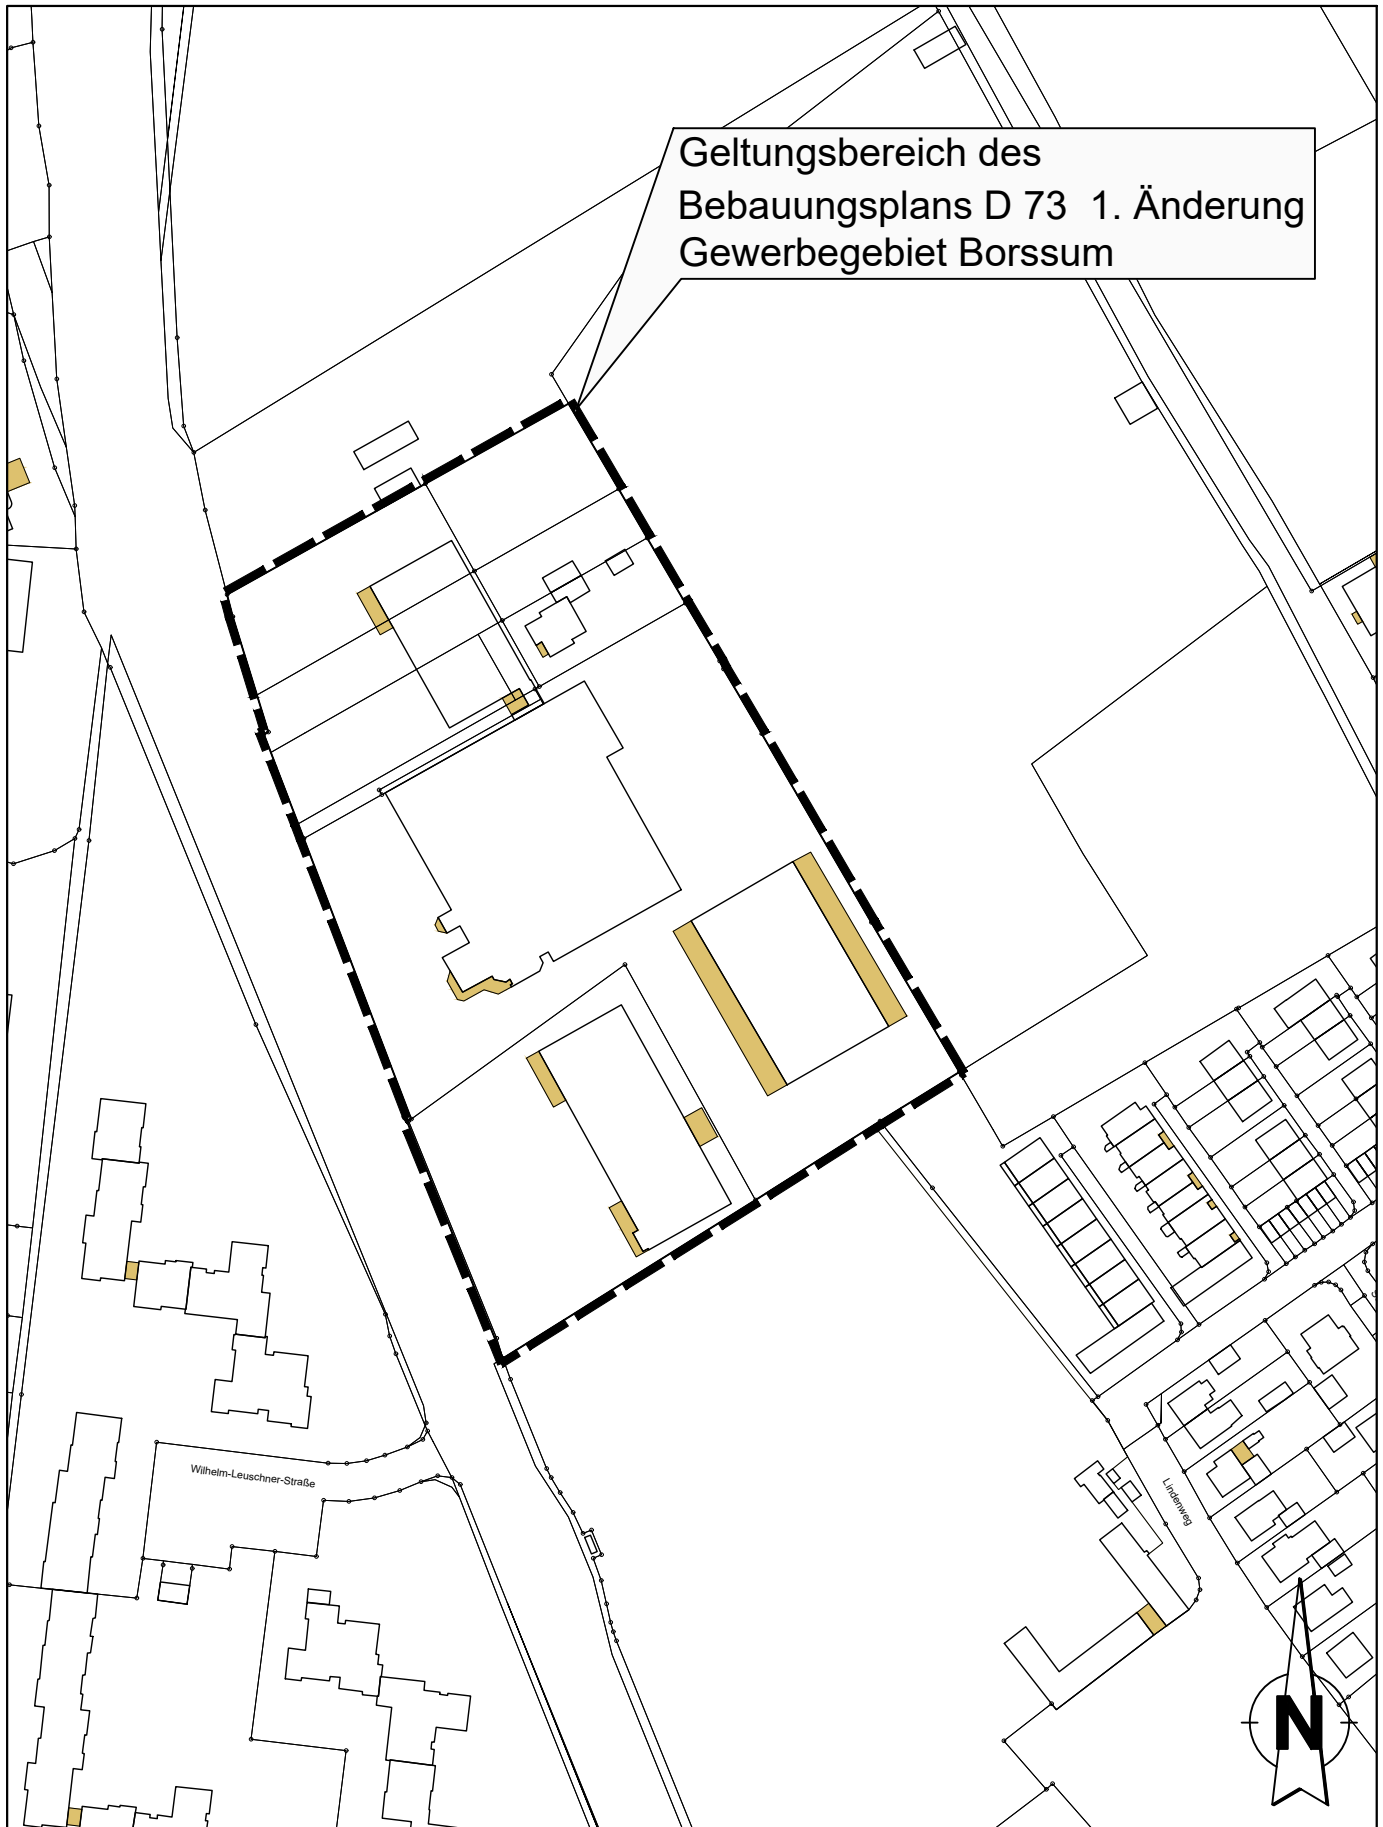 Geltungsbereich des
Bebauungsplans D 73  1. Änderung
Gewerbegebiet Borssum
Wilhelm-Leuschner-Straße
Lindenweg
N